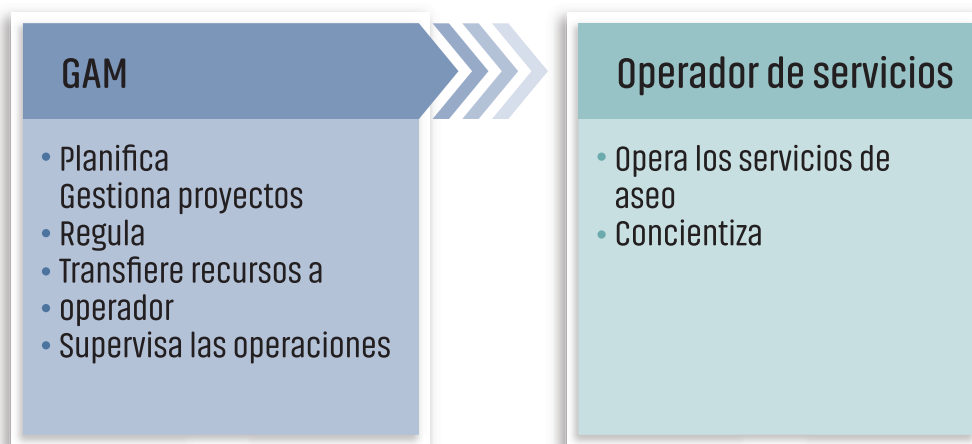 GAM
• Planifica
Gestiona proyectos
• Regula
• Transfiere recursos a
• operador
• Supervisa las operaciones
Operador de servicios
• Opera los servicios de
aseo
• Concientiza